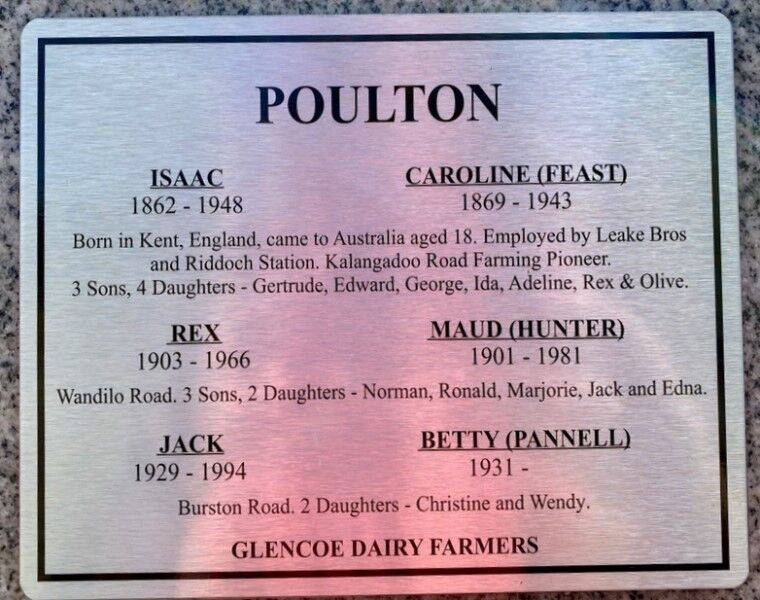 POULTON
ISAAC CAROLINE (FEAST)
1862 - 1948 1869 - 1943
Born in Kent, England, came to Australia aged 18. Employed by Leake Bros
and Riddoch Station. Kalangadoo Road Farming Pioneer.
3 Sons, 4 Daughters - Gertrude, Edward, George, Ida, Adeline, Rex & Olive.
REX MAUD (HUNTER)
1903 - 1966 1901 - 1981
Wandilo Road. 3 Sons, 2 Daughters - Norman, Ronald, Marjorie, Jack and Edna.
JACK BETTY (PANNELL)
1929 - 1994 1931 -
Burston Road. 2 Daughters - Christine and Wendy.
GLENCOE DAIRY FARMERS